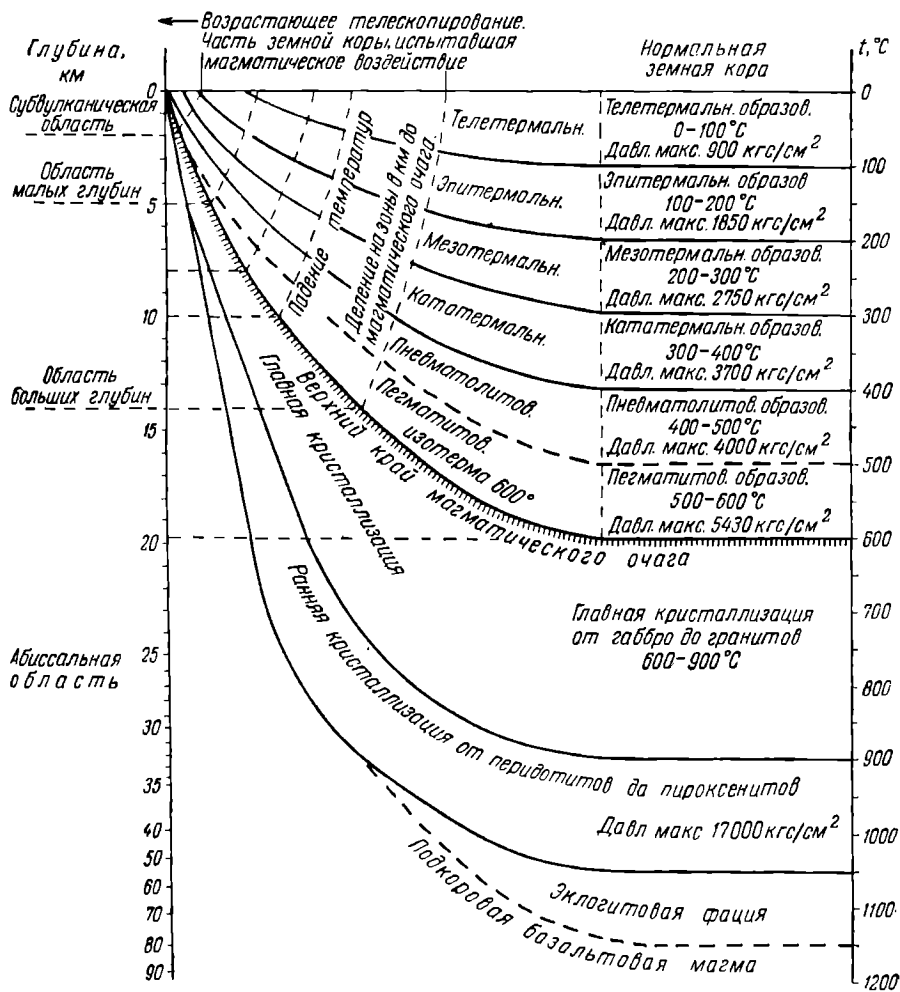 Возрастающее телескопирование.
Часть земной коры, испытавшая
магматическое воздействие
Глубина,
км
Нормальная
земная кора
t,°C
0
Субвулканическая
область
Область
малых глубин
5
10
Область
больших глубин
15
20
Абиссальная
область
25
30
35
40
50
60
70
80
90
Падение температур
Деление на зоны в км до
магматического очага.
Телетермальн.
Эпитермальн.
Мезотермальн.
Кататермальн.
Пневматолитов.
Пегматитов.
изотерма 600°
Верхний край магматического очага
Главная кристаллизация
Ранняя кристаллизация от перидотитов да пироксенитов
Подкоровая базальтовая магма
Телетермальн. образов.
0-100°C
Давл. макс. 900 кгс/см2
Эпитермальн. образов
100-200°C
Давл. макс. 1850 кгс/см2
Мезотермальн. образов.
200-300°C
Давл. макс. 2750 кгс/см2
Кататермальн. образов.
300-400°C
Давл. макс. 3700 кгс/см2
Пневматолитов. образов.
400-500°C
Давл. макс. 4000 кгс/см2
Пегматитов. образов.
500-600°C
Давл. макс. 5430 кгс/см2
Главная кристаллизация
от габбро до гранитов
600-900°C
Давл макс 17000 кгс/см2
Эклогитовая фация
0
100
200
300
400
500
600
700
800
900
1000
1100
1200